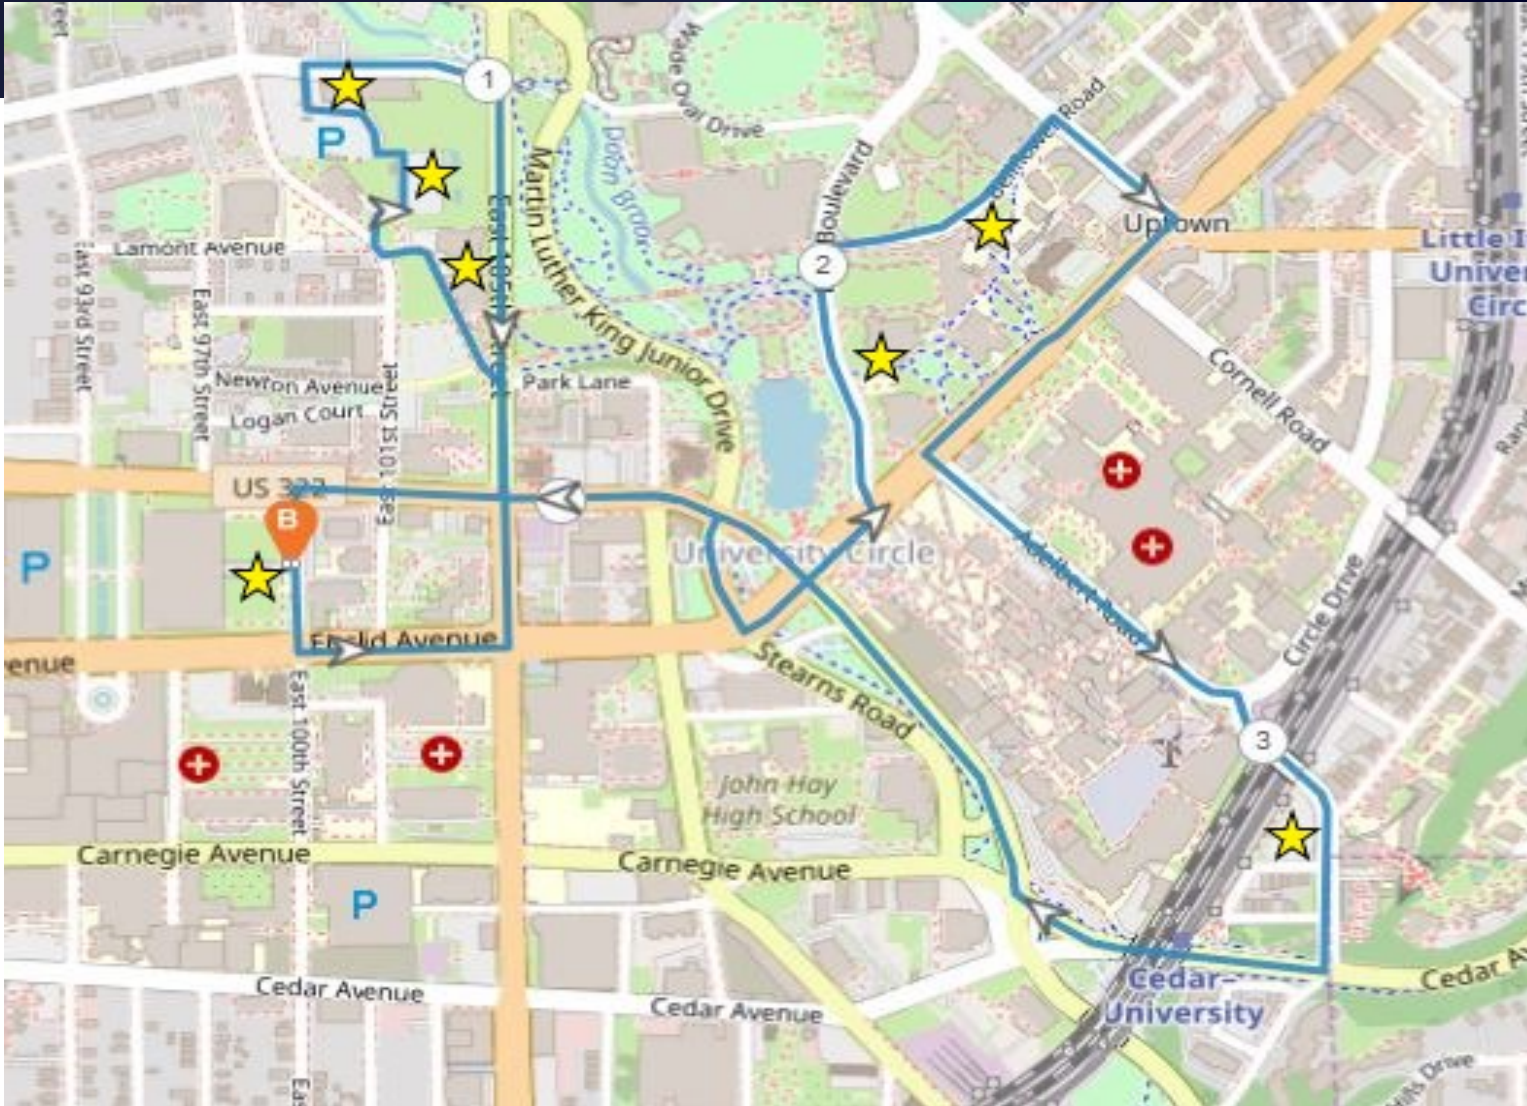 1
Wade Oval Drive
P
Martin Luther King Junior Drive
Doan Brook
Boulevard
Road
Uptown
Little I
Univer
Circ
2
Lamont Avenue
East 93rd Street
East 97th Street
East 105th Street
Newton Avenue
Logan Court
East 101st Street
Park Lane
Cornell Road
US 322
B
P
University Circle
Adelbert Road
Circle Drive
Euclid Avenue
venue
Stearns Road
East 100th Street
3
John Hay
High School
Carnegie Avenue
Carnegie Avenue
P
Cedar Avenue
Cedar Avenue
Cedar–
University
Cedar Av
Hills Drive